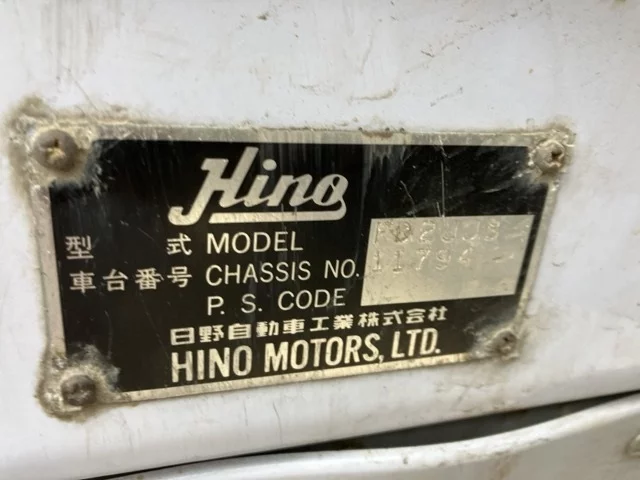 Hino
型 式 MODEL
車台番号 CHASSIS NO. 11794
P. S. CODE
日野自動車工業株式会社
HINO MOTORS, LTD.